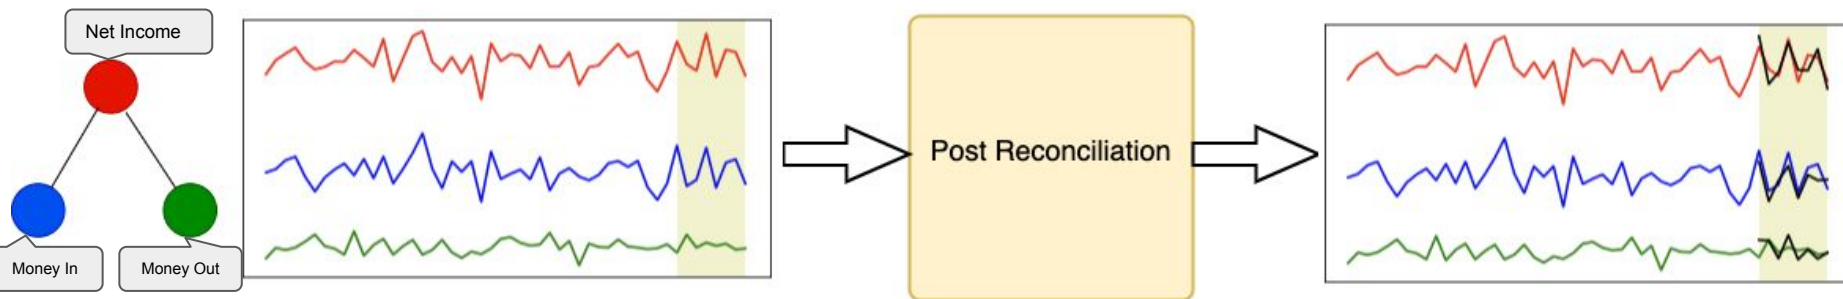 Net Income
Money In
Money Out
Post Reconciliation